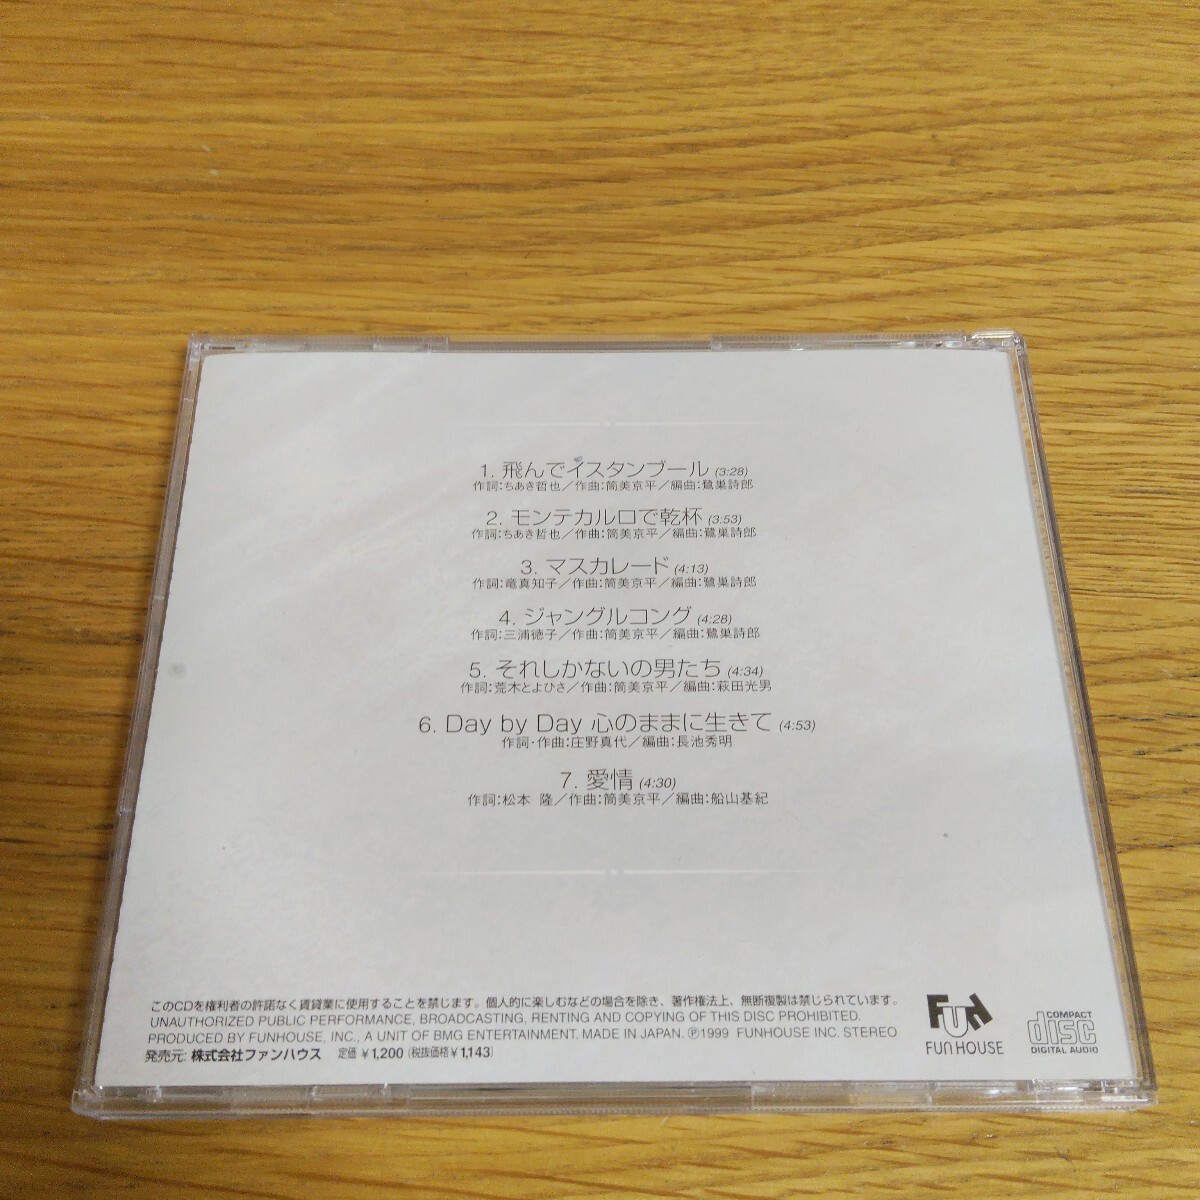 1. 飛んでイスタンブール (3:28)
作詞：ちあき哲也／作曲：筒美京平／編曲：鷺巣詩郎
2. モンテカルロで乾杯 (3:53)
作詞：ちあき哲也／作曲：筒美京平／編曲：鷺巣詩郎
3. マスカレード (4:13)
作詞：竜真知子／作曲：筒美京平／編曲：鷺巣詩郎
4. ジャングルコング (4:28)
作詞：三浦徳子／作曲：筒美京平／編曲：鷺巣詩郎
5. それしかないの男たち (4:34)
作詞：荒木とよひさ／作曲：筒美京平／編曲：萩田光男
6. Day by Day 心のままに生きて (4:53)
作詞・作曲：庄野真代／編曲：長池秀明
7. 愛情 (4:30)
作詞：松本 隆／作曲：筒美京平／編曲：船山基紀
このCDを権利者の許諾なく賃貸業に使用することを禁じます。個人的に楽しむなどの場合を除き、著作権法上、無断複製は禁じられています。
UNAUTHORIZED PUBLIC PERFORMANCE, BROADCASTING, RENTING AND COPYING OF THIS DISC PROHIBITED.
PRODUCED BY FUNHOUSE, INC., A UNIT OF BMG ENTERTAINMENT. MADE IN JAPAN. Ⓟ1999 FUNHOUSE INC. STEREO
発売元: 株式会社ファンハウス 定価 ¥1,200 (税抜価格¥1,143)
FUN
FUN HOUSE
COMPACT
disc
DIGITAL AUDIO